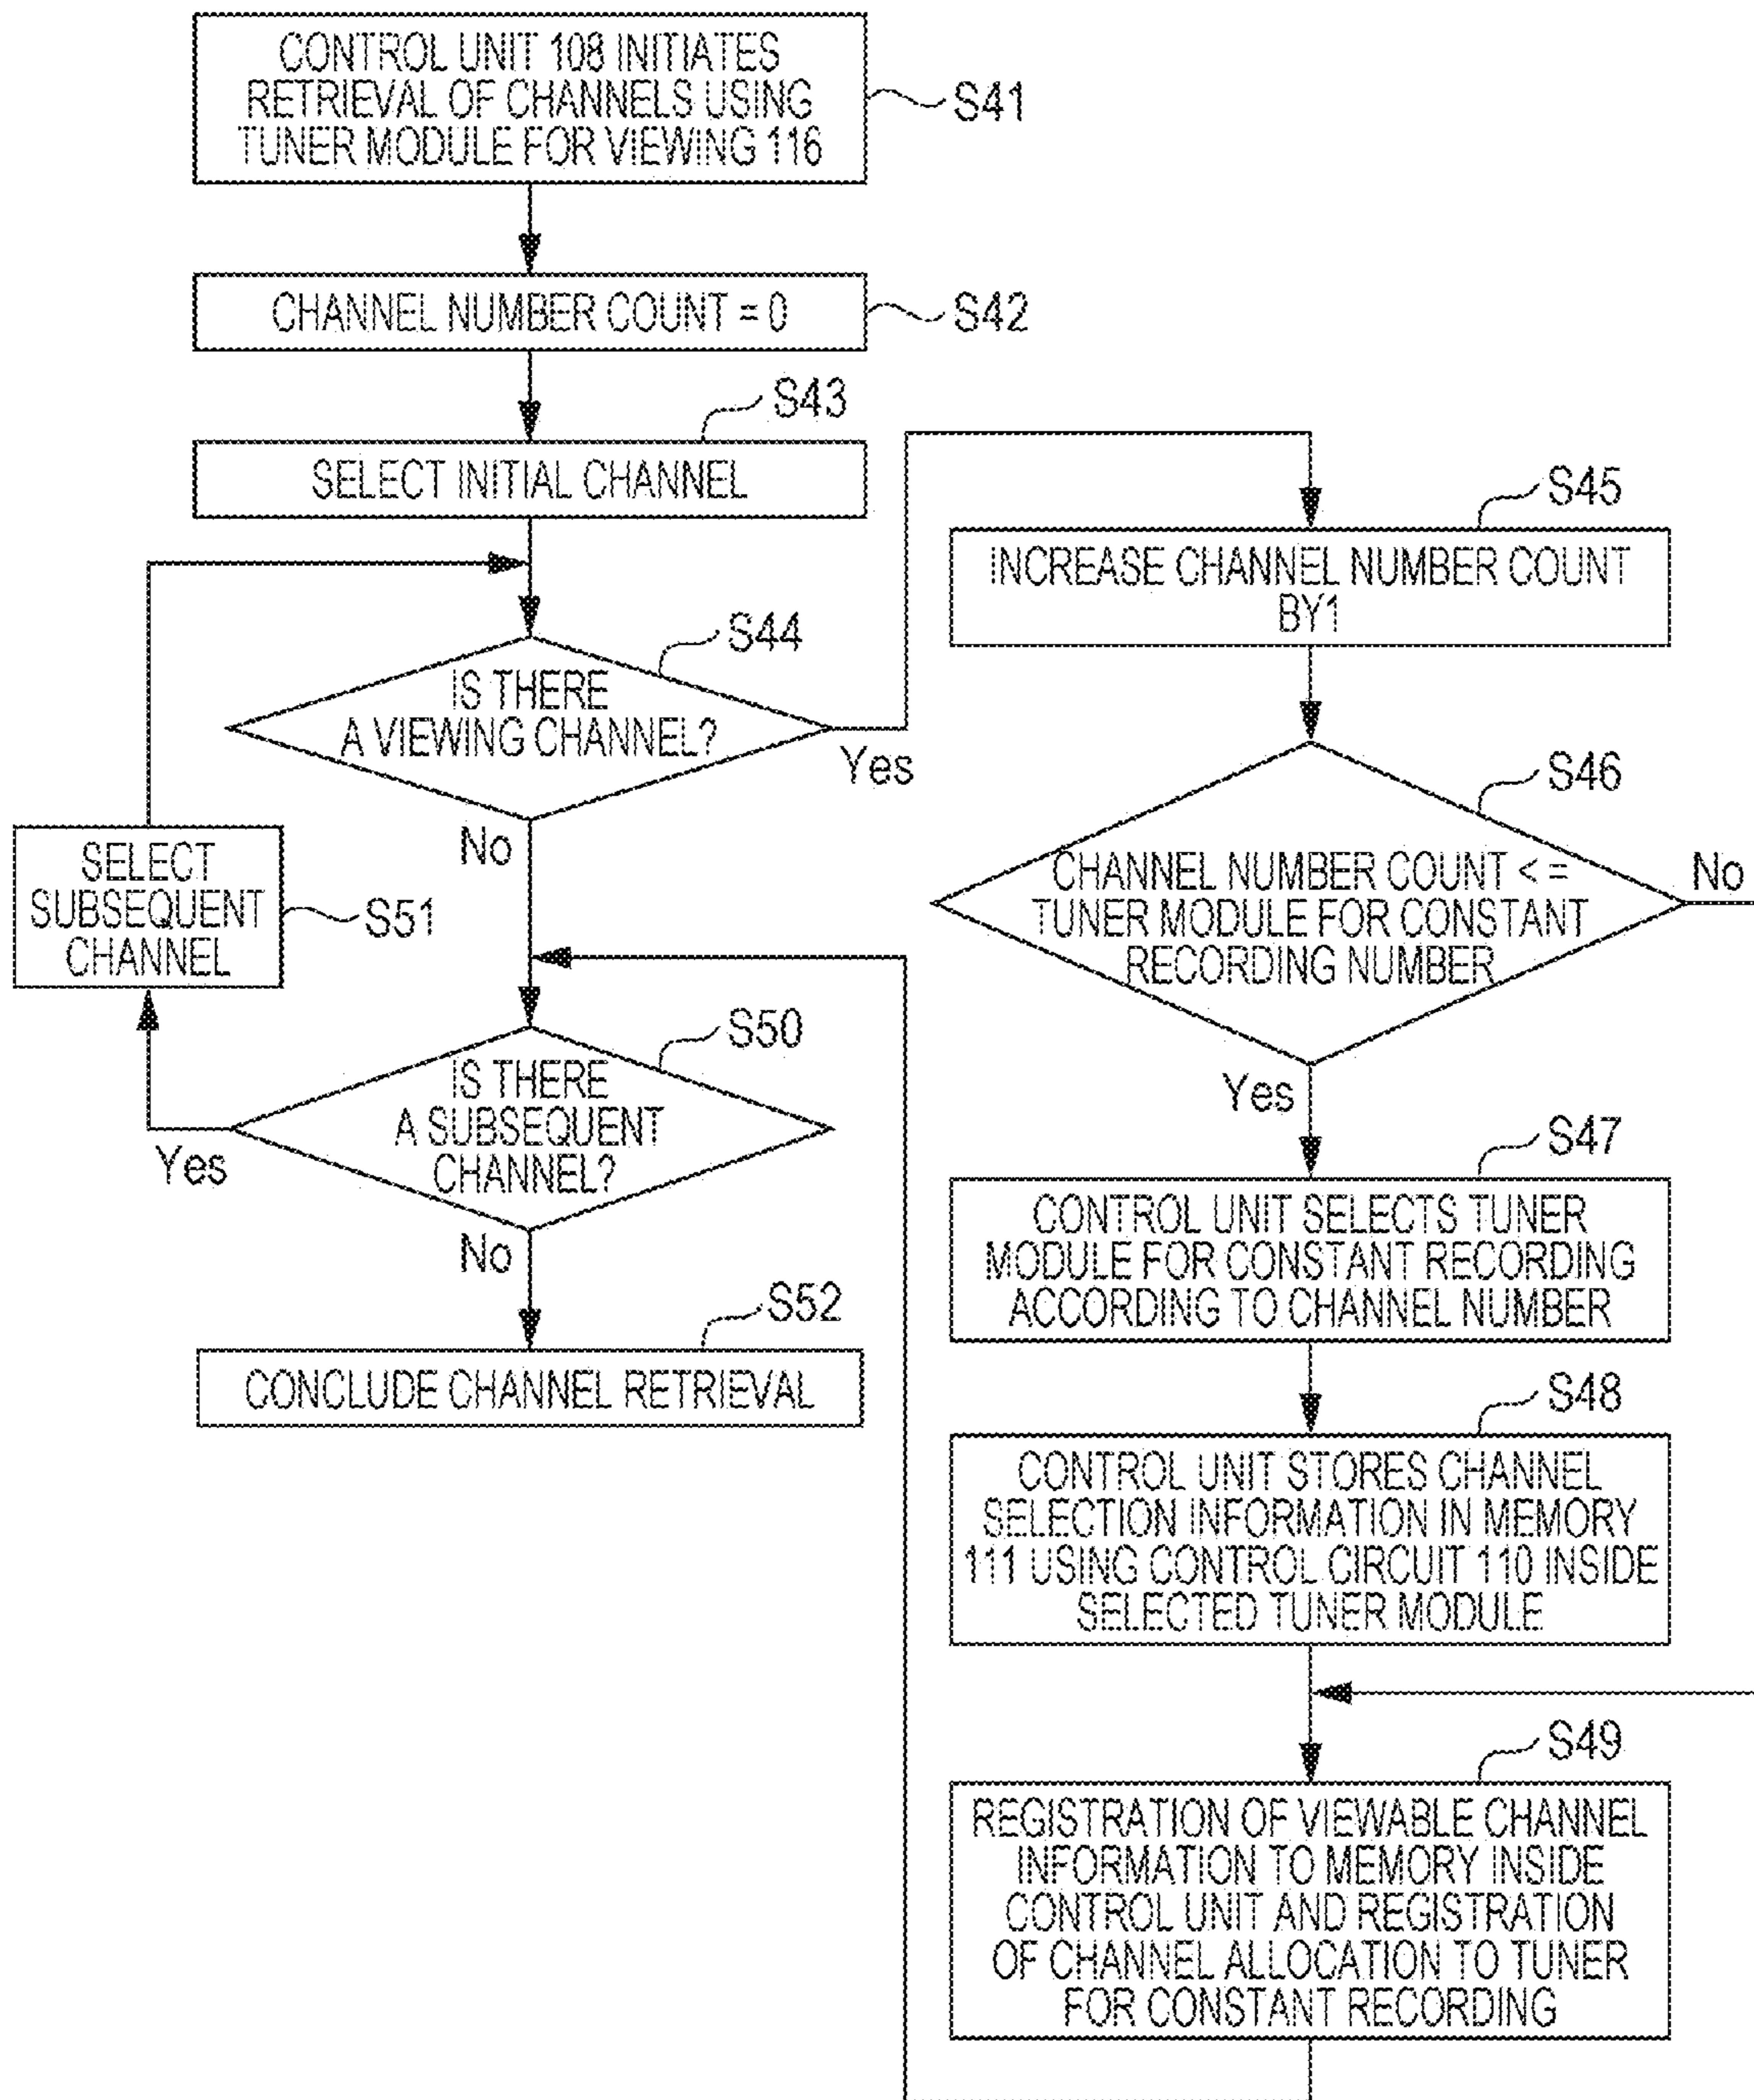 CONTROL UNIT 108 INITIATES
RETRIEVAL OF CHANNELS USING
TUNER MODULE FOR VIEWING 116
S41
CHANNEL NUMBER COUNT = 0
S42
S43
SELECT INITIAL CHANNEL
S44
IS THERE
A VIEWING CHANNEL?
Yes
No
SELECT
SUBSEQUENT
CHANNEL
S51
S50
IS THERE
A SUBSEQUENT
CHANNEL?
Yes
No
S52
CONCLUDE CHANNEL RETRIEVAL
S45
INCREASE CHANNEL NUMBER COUNT
BY1
S46
CHANNEL NUMBER COUNT < =
TUNER MODULE FOR CONSTANT
RECORDING NUMBER
No
Yes
S47
CONTROL UNIT SELECTS TUNER
MODULE FOR CONSTANT RECORDING
ACCORDING TO CHANNEL NUMBER
S48
CONTROL UNIT STORES CHANNEL
SELECTION INFORMATION IN MEMORY
111 USING CONTROL CIRCUIT 110 INSIDE
SELECTED TUNER MODULE
S49
REGISTRATION OF VIEWABLE CHANNEL
INFORMATION TO MEMORY INSIDE
CONTROL UNIT AND REGISTRATION
OF CHANNEL ALLOCATION TO TUNER
FOR CONSTANT RECORDING